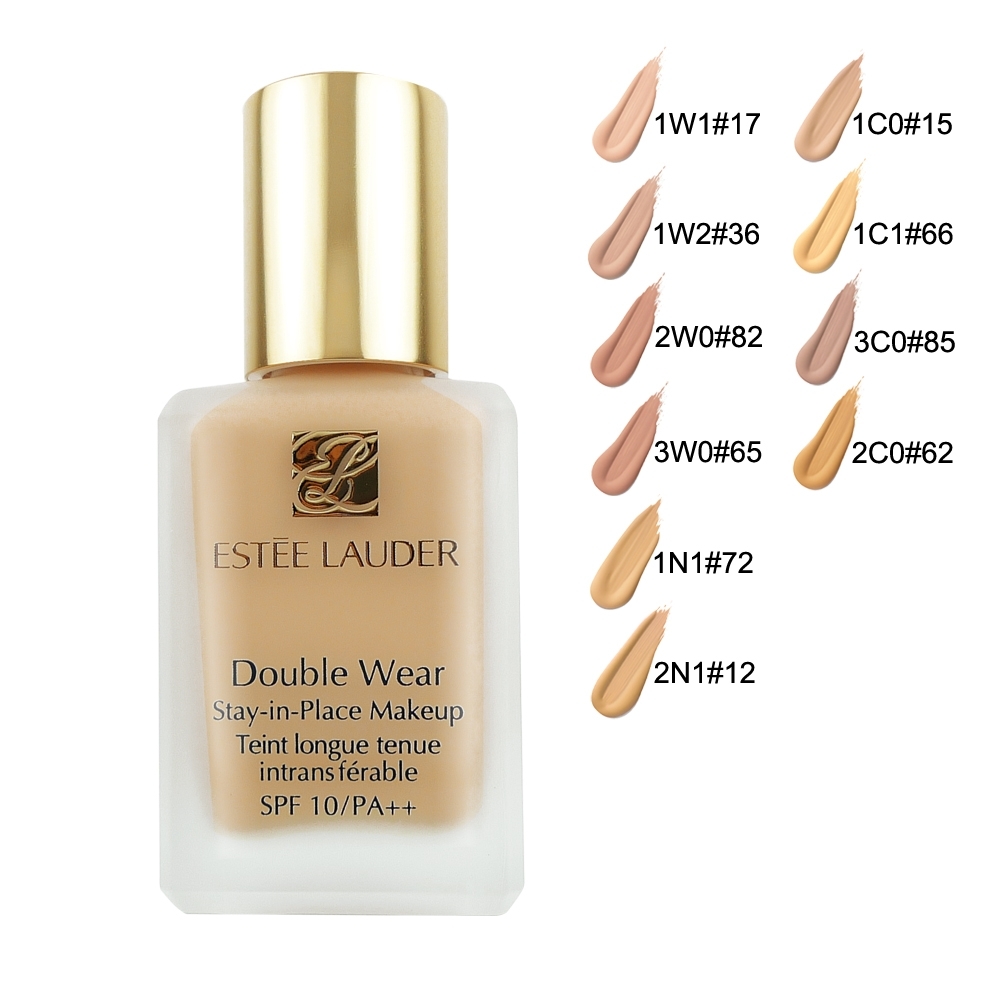 ESTĒE LAUDER
Double Wear
Stay-in-Place Makeup
Teint longue tenue
intransférable
SPF 10/PA++
1W1#17
1W2#36
2W0#82
3W0#65
1N1#72
2N1#12
1C0#15
1C1#66
3C0#85
2C0#62